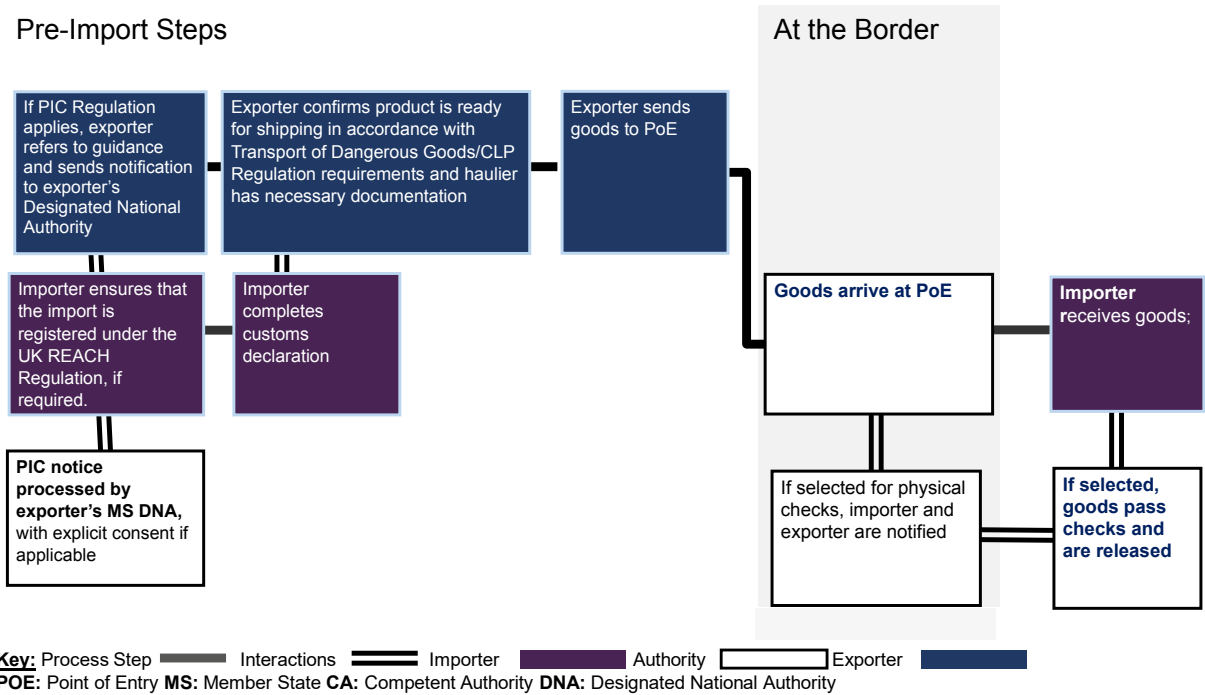 Pre-Import Steps
At the Border
If PIC Regulation
applies, exporter
refers to guidance
and sends notification
to exporter's
Designated National
Authority
Exporter confirms product is ready
for shipping in accordance with
Transport of Dangerous Goods/CLP
Regulation requirements and haulier
has necessary documentation
Exporter sends
goods to PoE
Importer ensures that
the import is
registered under the
UK REACH
Regulation, if
required.
Importer
completes
customs
declaration
Goods arrive at PoE
Importer
receives goods;
PIC notice
processed by
exporter's MS DNA,
with explicit consent if
applicable
If selected for physical
checks, importer and
exporter are notified
If selected,
goods pass
checks and
are released
Key: Process Step Interactions Importer Authority Exporter
POE: Point of Entry MS: Member State CA: Competent Authority DNA: Designated National Authority